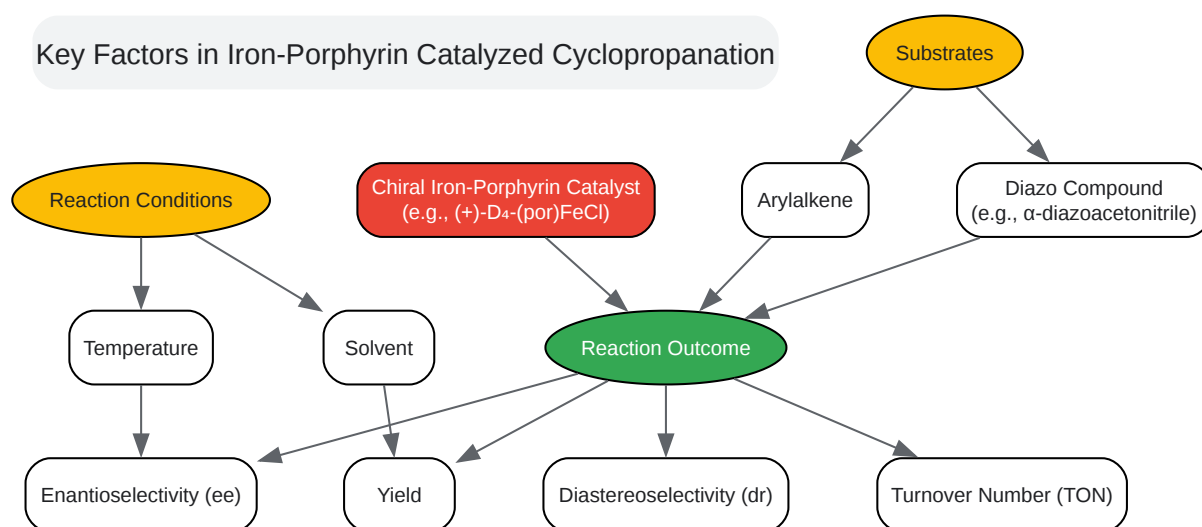 Key Factors in Iron-Porphyrin Catalyzed Cyclopropanation
Substrates
Reaction Conditions
Chiral Iron-Porphyrin Catalyst
(e.g., (+)-D₄-(por)FeCl)
Arylalkene
Diazo Compound
(e.g., α-diazoacetonitrile)
Temperature
Solvent
Reaction Outcome
Enantioselectivity (ee)
Yield
Diastereoselectivity (dr)
Turnover Number (TON)